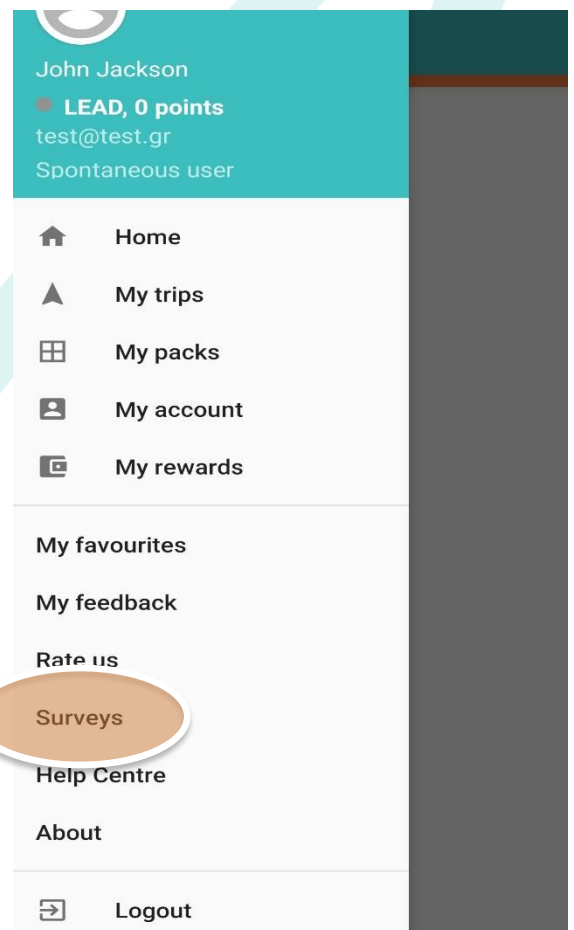 John Jackson
LEAD, 0 points
test@test.gr
Spontaneous user
Home
My trips
My packs
My account
My rewards
My favourites
My feedback
Rate us
Surveys
Help Centre
About
Logout